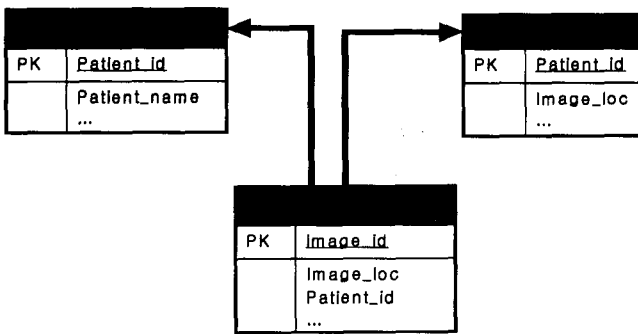 PK Patient_id
Patient_name
...
PK Patient_id
Image_loc
...
PK Image_id
Image_loc
Patient_id
...